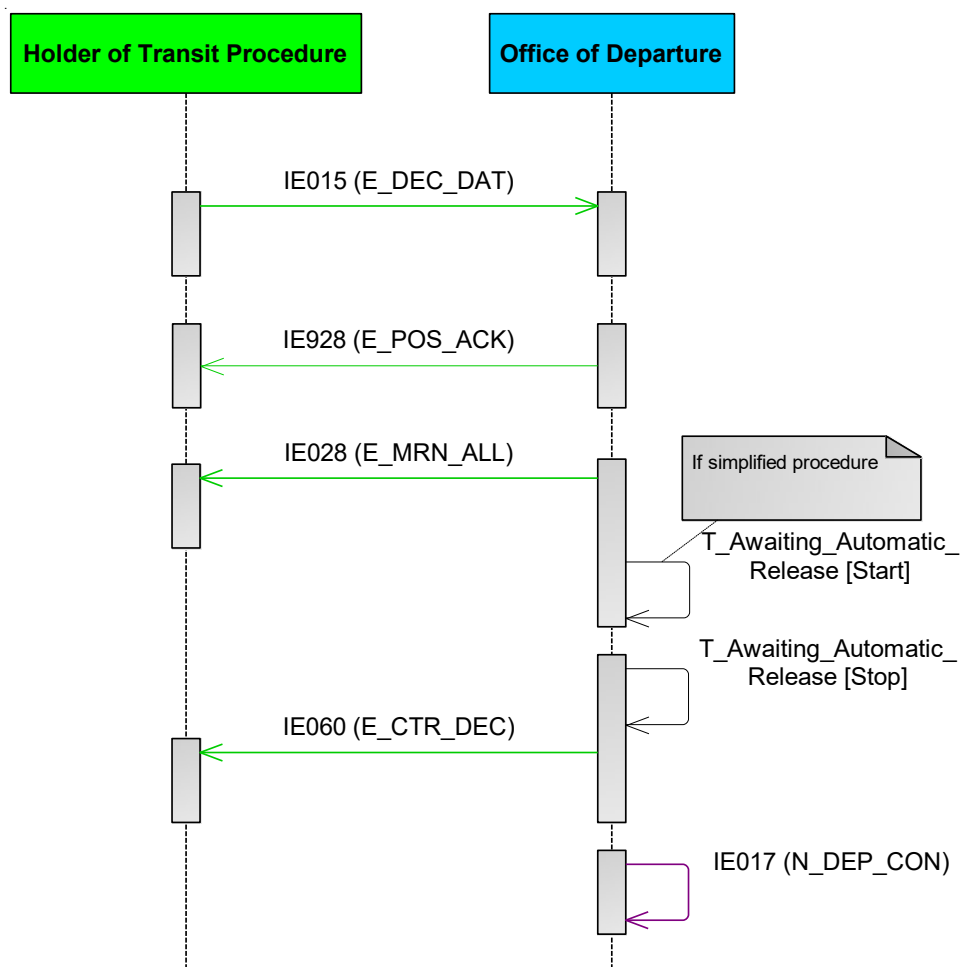 Holder of Transit Procedure
Office of Departure
IE015 (E_DEC_DAT)
IE928 (E_POS_ACK)
IE028 (E_MRN_ALL)
If simplified procedure
T_Awaiting_Automatic_
Release [Start]
T_Awaiting_Automatic_
Release [Stop]
IE060 (E_CTR_DEC)
IE017 (N_DEP_CON)